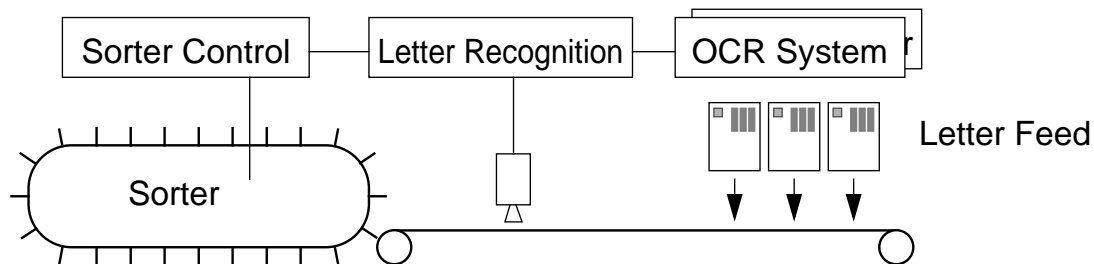 Sorter Control
Letter Recognition
OCR System
Letter Feed
Sorter